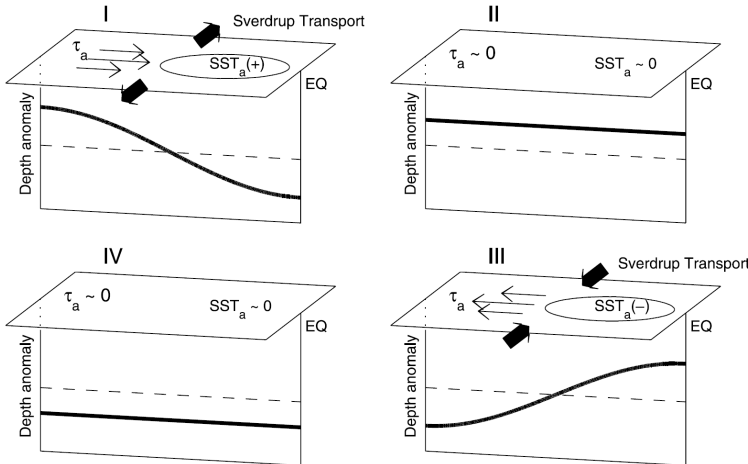 I
Sverdrup Transport
τa
SSTa(+)
EQ
Depth anomaly
II
τa ~ 0
SSTa ~ 0
EQ
Depth anomaly
IV
τa ~ 0
SSTa ~ 0
EQ
Depth anomaly
III
Sverdrup Transport
τa
SSTa(−)
EQ
Depth anomaly